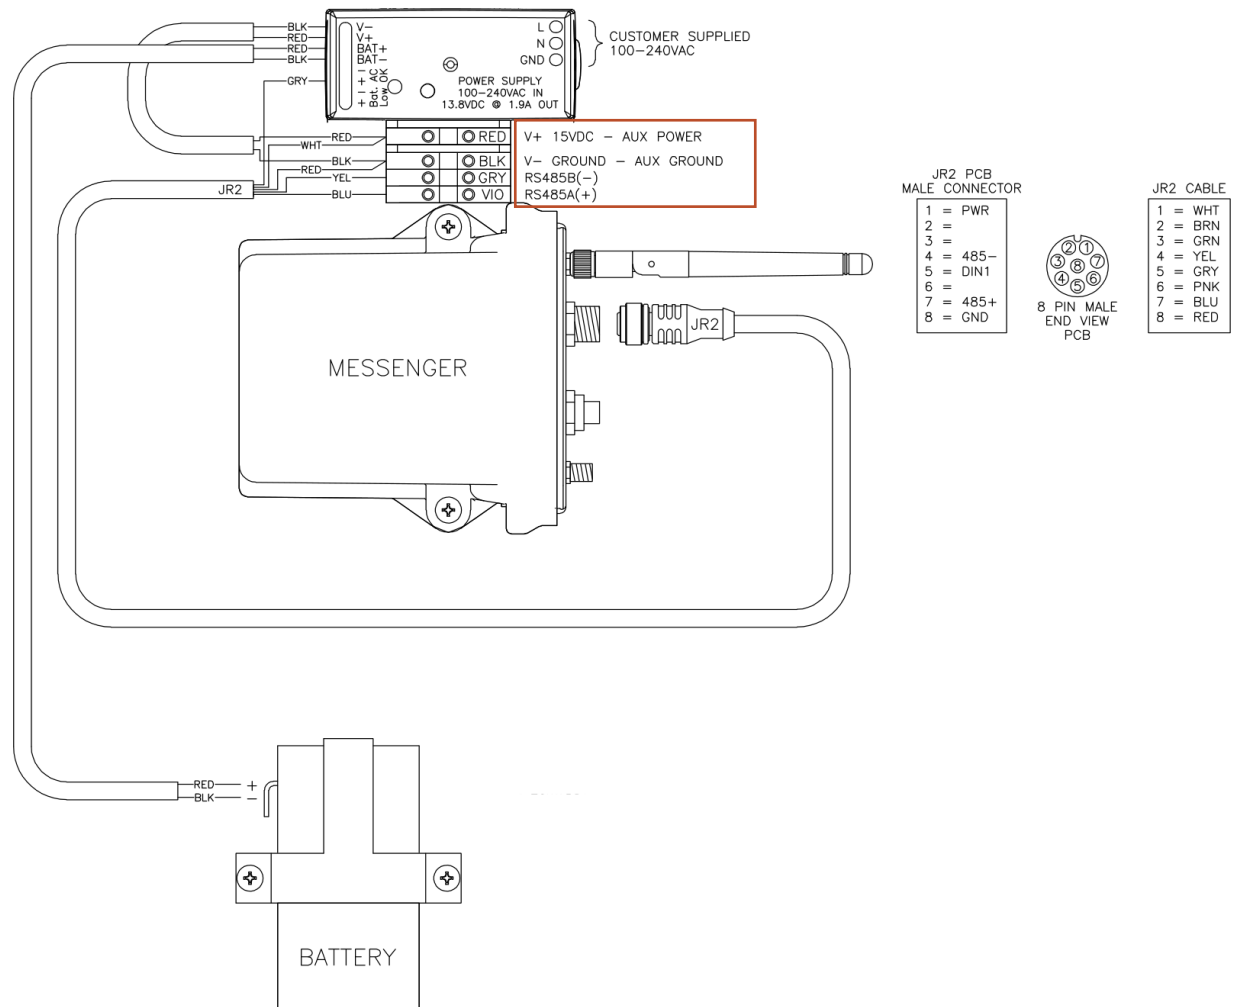 BLK V- L
RED V+
RED BAT+ N
BLK BAT- GND
CUSTOMER SUPPLIED
100-240VAC
GRY
+ | - + | -
Bat. AC
Low OK
POWER SUPPLY
100-240VAC IN
13.8VDC @ 1.9A OUT
RED RED V+ 15VDC - AUX POWER
WHT
BLK BLK V- GROUND - AUX GROUND
RED
YEL GRY RS485B(-)
JR2 BLU VIO RS485A(+)
JR2 PCB
MALE CONNECTOR
1 = PWR
2 =
3 =
4 = 485-
5 = DIN1
6 =
7 = 485+
8 = GND
2 1
3 8 7
4 5 6
8 PIN MALE
END VIEW
PCB
JR2 CABLE
1 = WHT
2 = BRN
3 = GRN
4 = YEL
5 = GRY
6 = PNK
7 = BLU
8 = RED
JR2
MESSENGER
RED +
BLK -
BATTERY